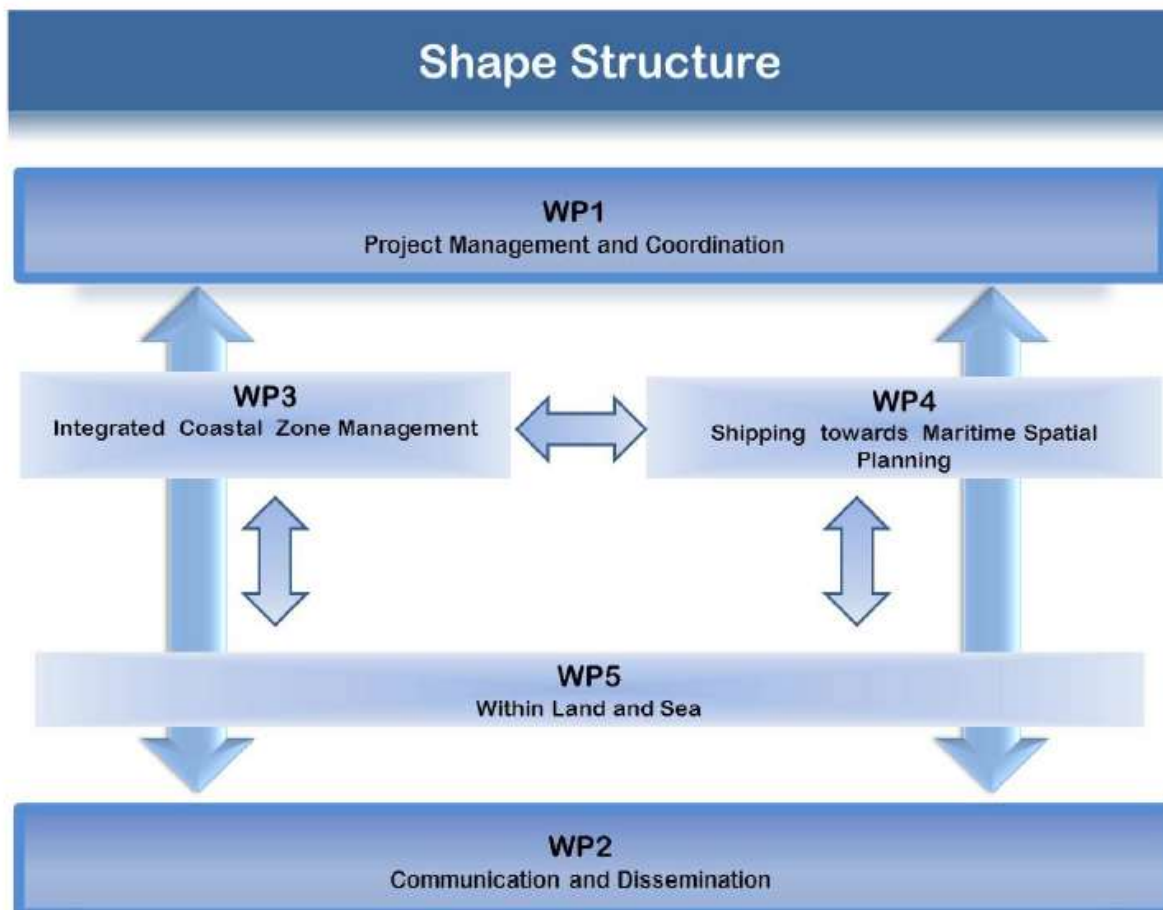 Shape Structure
WP1
Project Management and Coordination
WP3
Integrated Coastal Zone Management
WP4
Shipping towards Maritime Spatial
Planning
WP5
Within Land and Sea
WP2
Communication and Dissemination